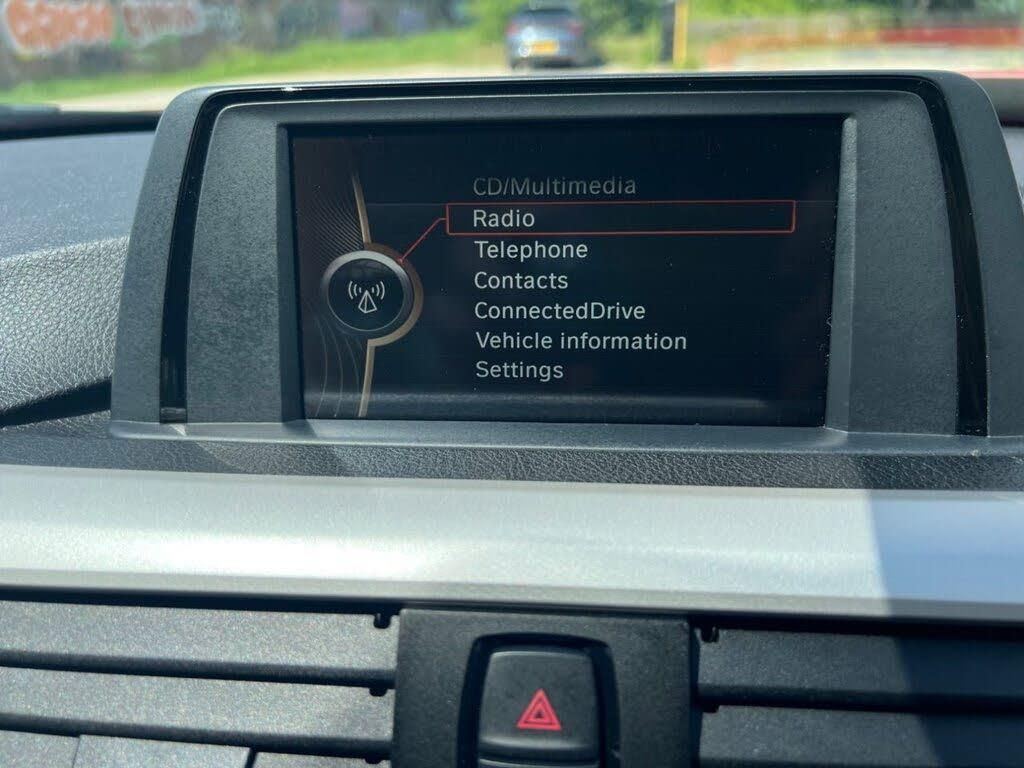 CD/Multimedia
Radio
Telephone
Contacts
ConnectedDrive
Vehicle information
Settings